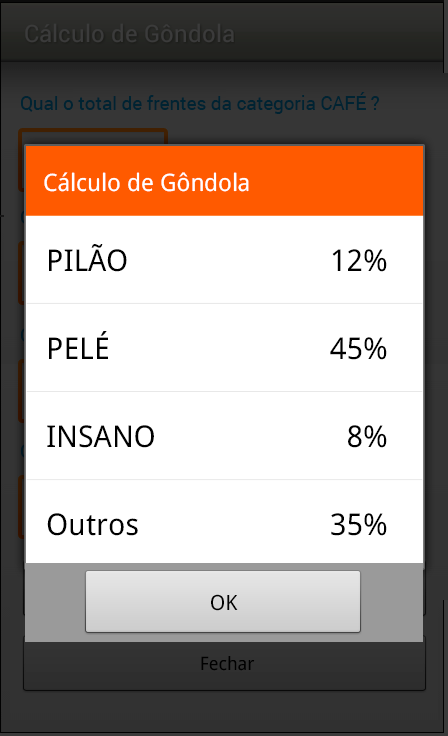 Cálculo de Gôndola
Qual o total de frentes da categoria CAFÉ ?
Cálculo de Gôndola
PILÃO 12%
PELÉ 45%
INSANO 8%
Outros 35%
OK
Fechar